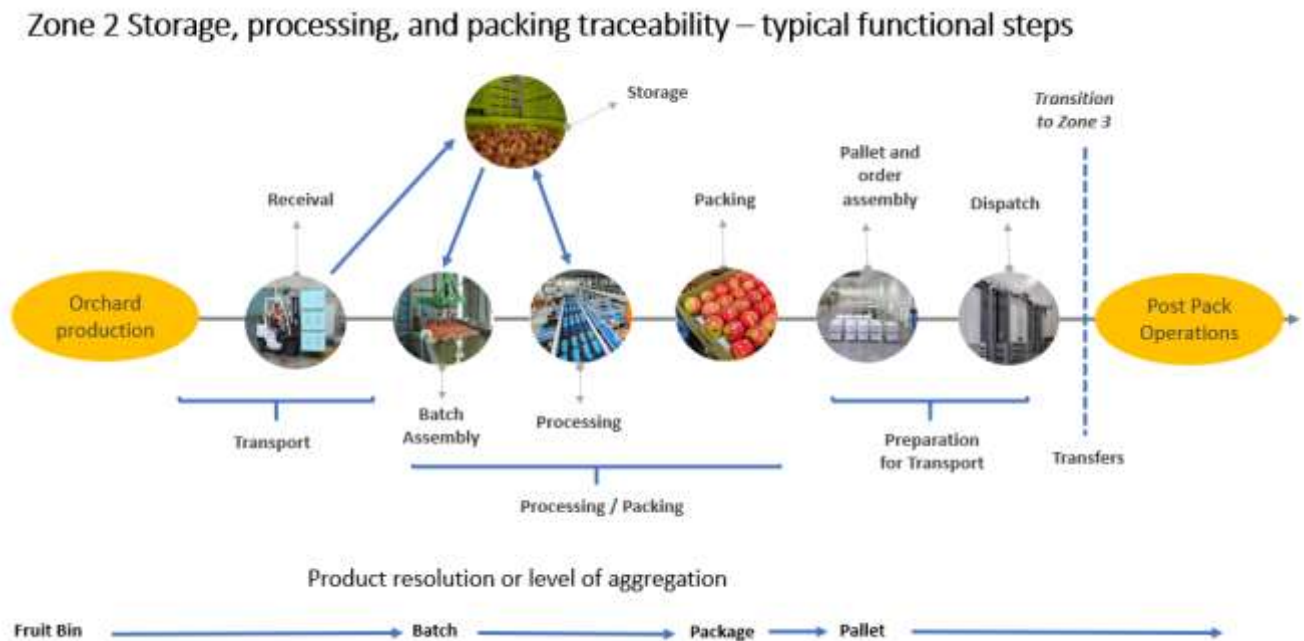 Zone 2 Storage, processing, and packing traceability – typical functional steps
Storage
Transition
to Zone 3
Pallet and
order
assembly
Receival
Packing
Dispatch
Orchard
production
Post Pack
Operations
Batch
Assembly
Processing
Transport
Preparation
for Transport
Transfers
Processing / Packing
Product resolution or level of aggregation
Fruit Bin
Batch
Package
Pallet